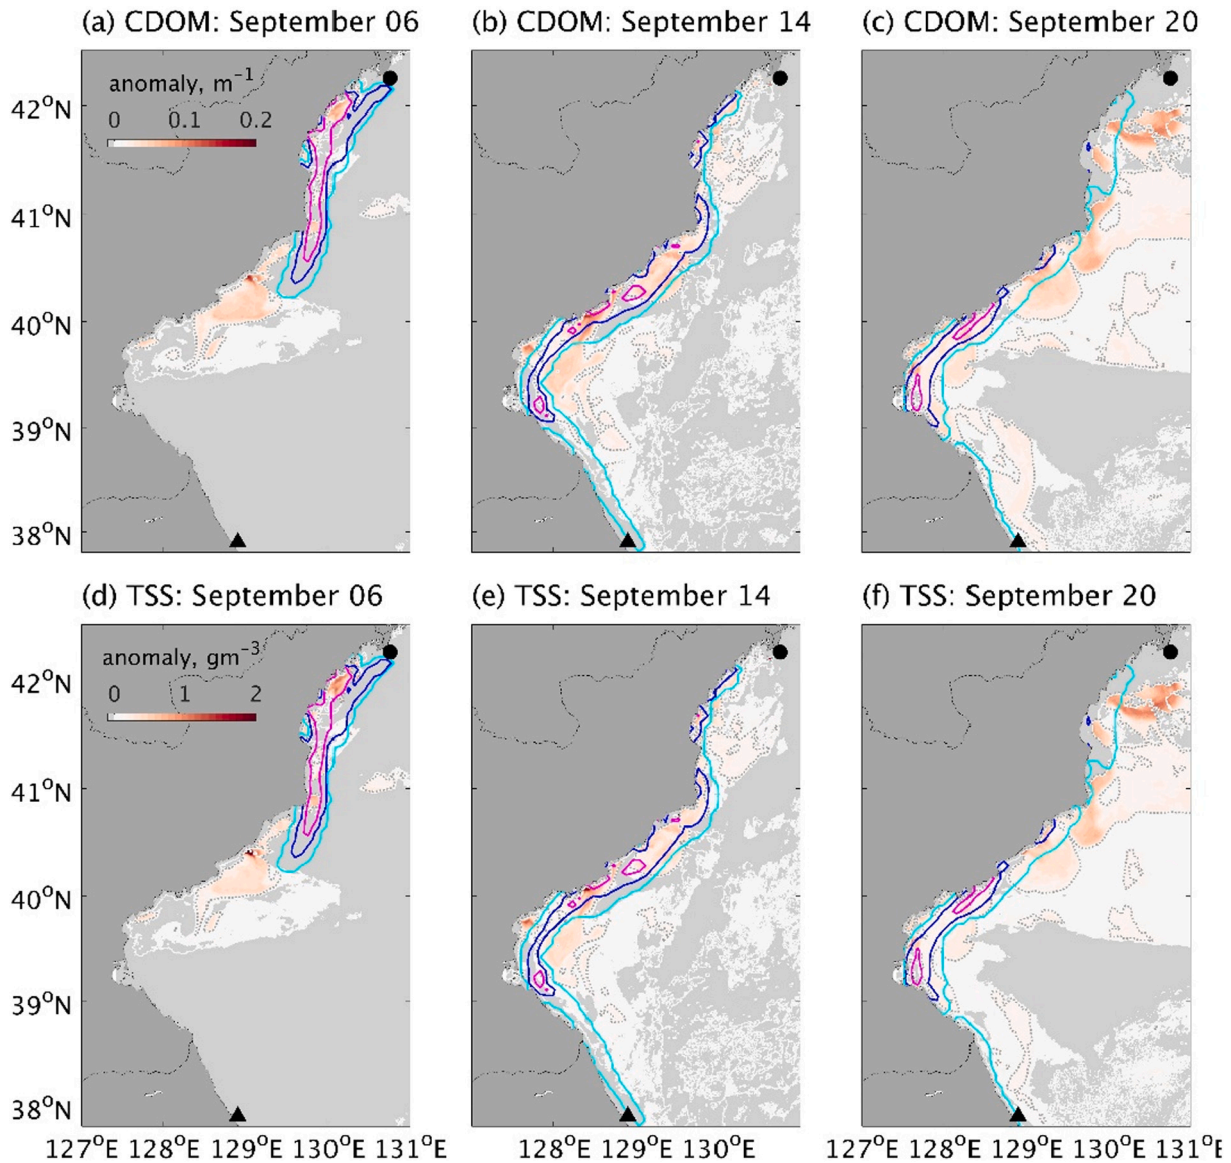 (a) CDOM: September 06
(b) CDOM: September 14
(c) CDOM: September 20
anomaly, m⁻¹
0 0.1 0.2
42°N
41°N
40°N
39°N
38°N
(d) TSS: September 06
(e) TSS: September 14
(f) TSS: September 20
anomaly, gm⁻³
0 1 2
42°N
41°N
40°N
39°N
38°N
127°E 128°E 129°E 130°E 131°E
128°E 129°E 130°E
127°E 128°E 129°E 130°E 131°E